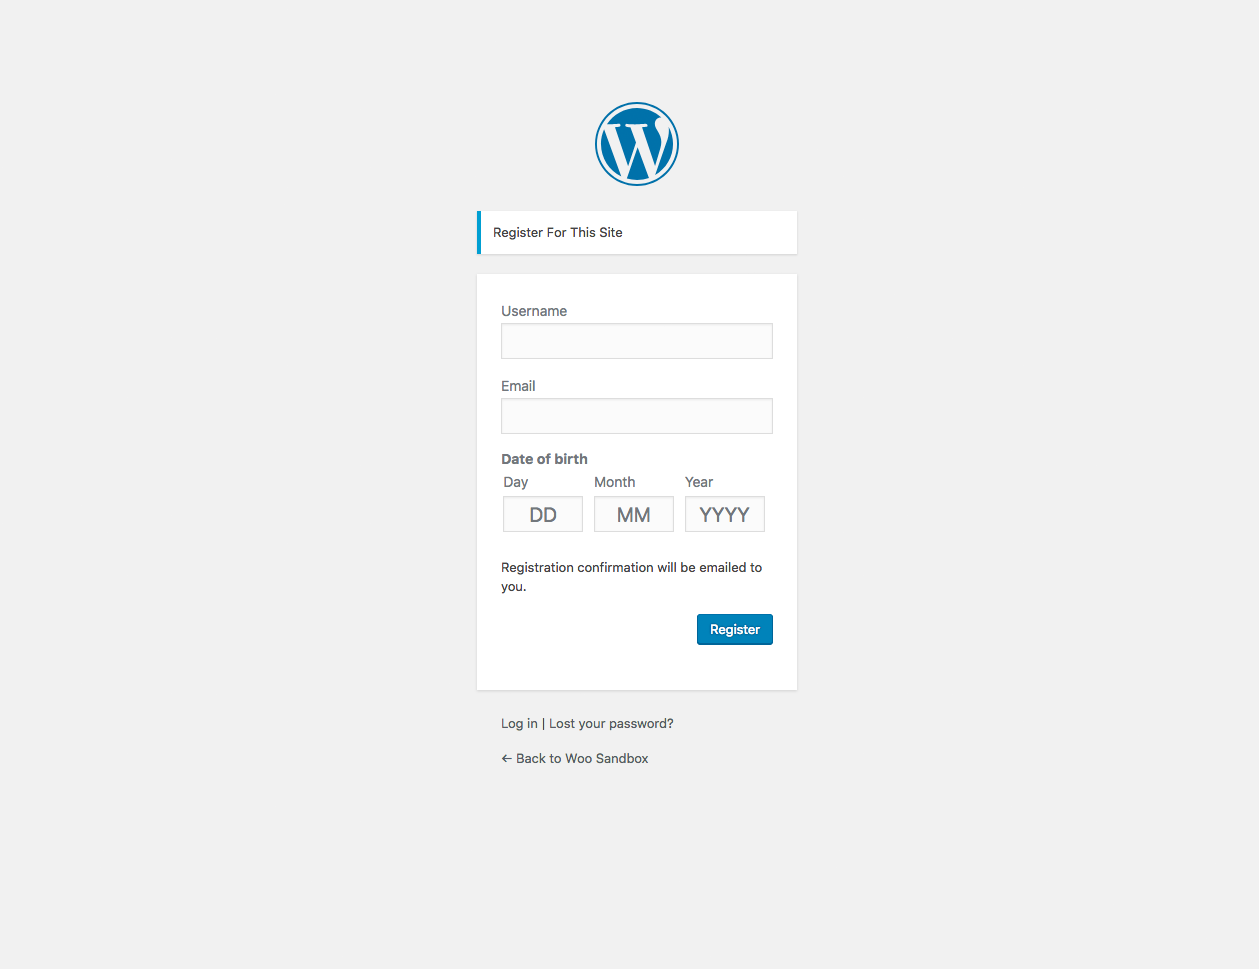 Register For This Site
Username
Email
Date of birth
Day Month Year
DD MM YYYY
Registration confirmation will be emailed to
you.
Register
Log in | Lost your password?
← Back to Woo Sandbox